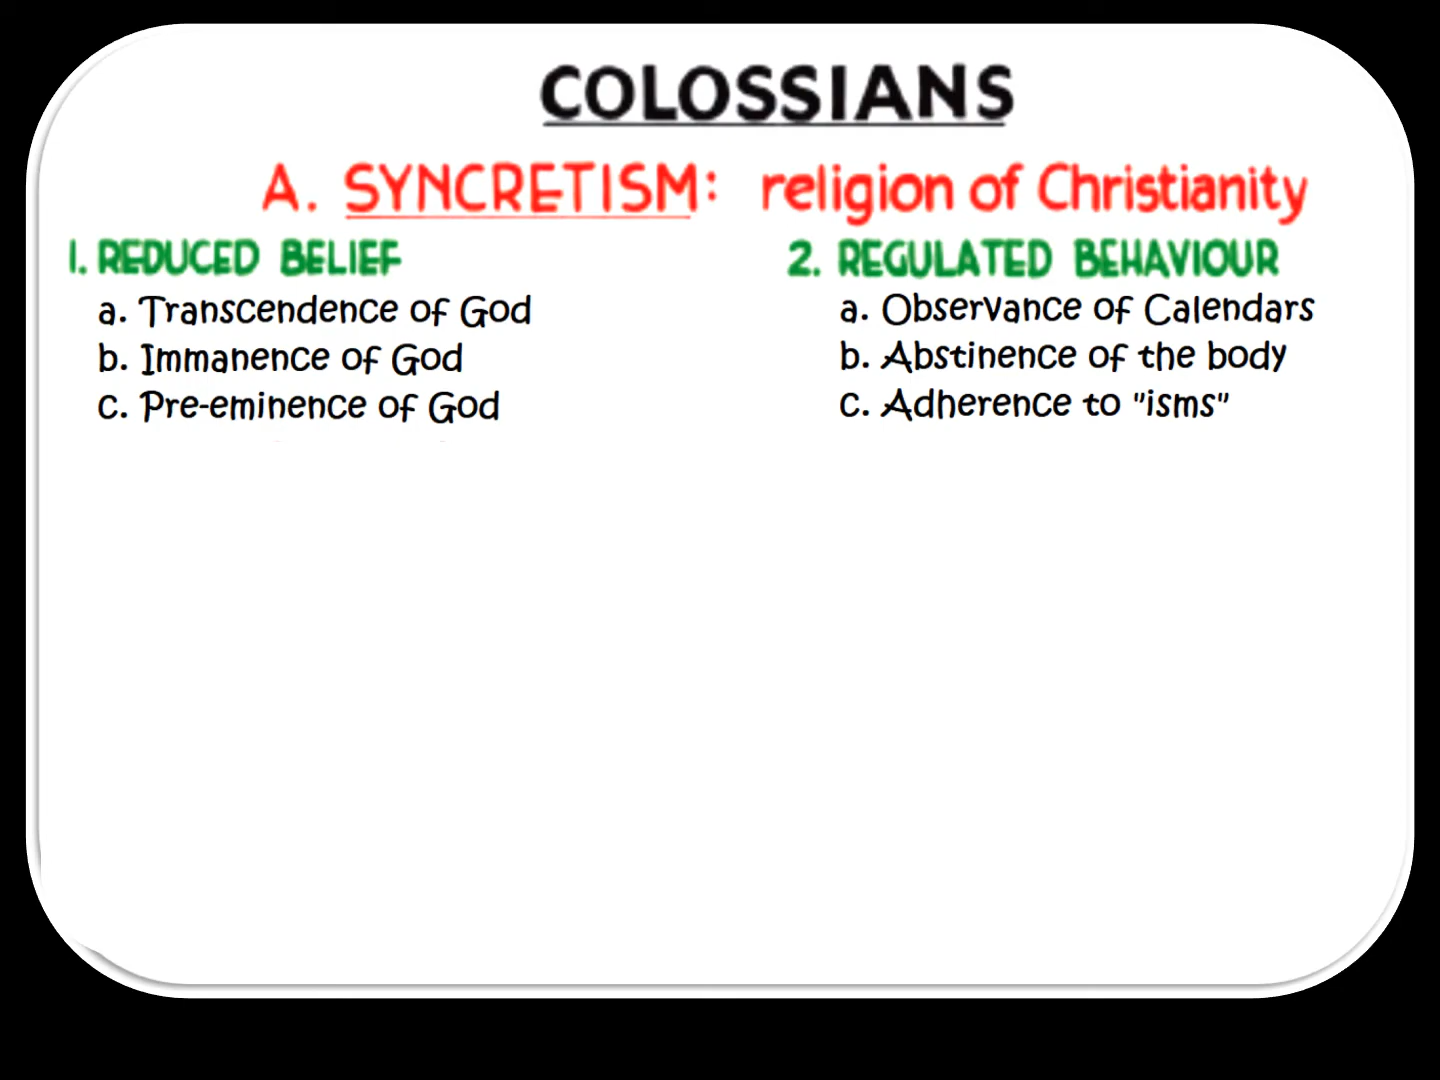 COLOSSIANS
A. SYNCRETISM: religion of Christianity
1. REDUCED BELIEF
a. Transcendence of God
b. Immanence of God
c. Pre-eminence of God
2. REGULATED BEHAVIOUR
a. Observance of Calendars
b. Abstinence of the body
c. Adherence to "isms"